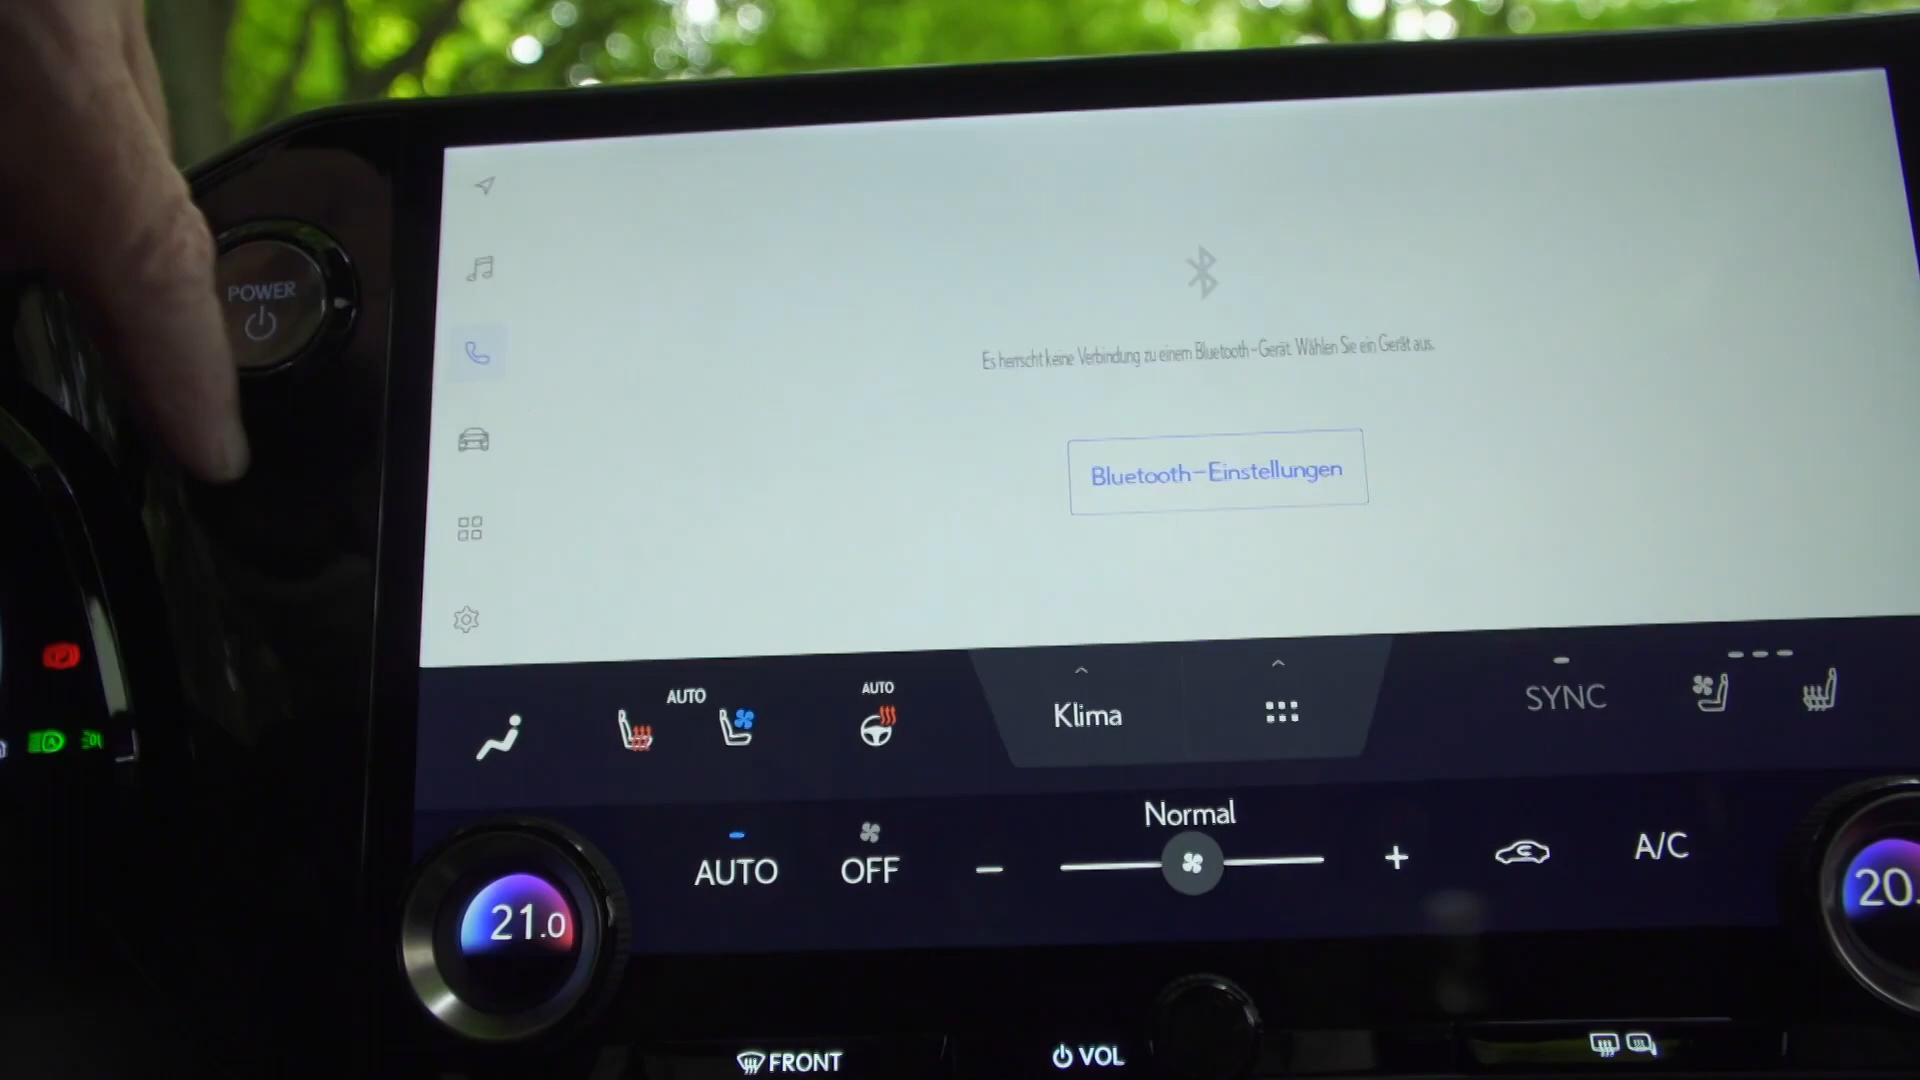 POWER
Es herrscht keine Verbindung zu einem Bluetooth-Gerät. Wählen Sie ein Gerät aus.
Bluetooth-Einstellungen
AUTO
AUTO
Klima
SYNC
Normal
AUTO
OFF
A/C
21.0
20.
FRONT
VOL